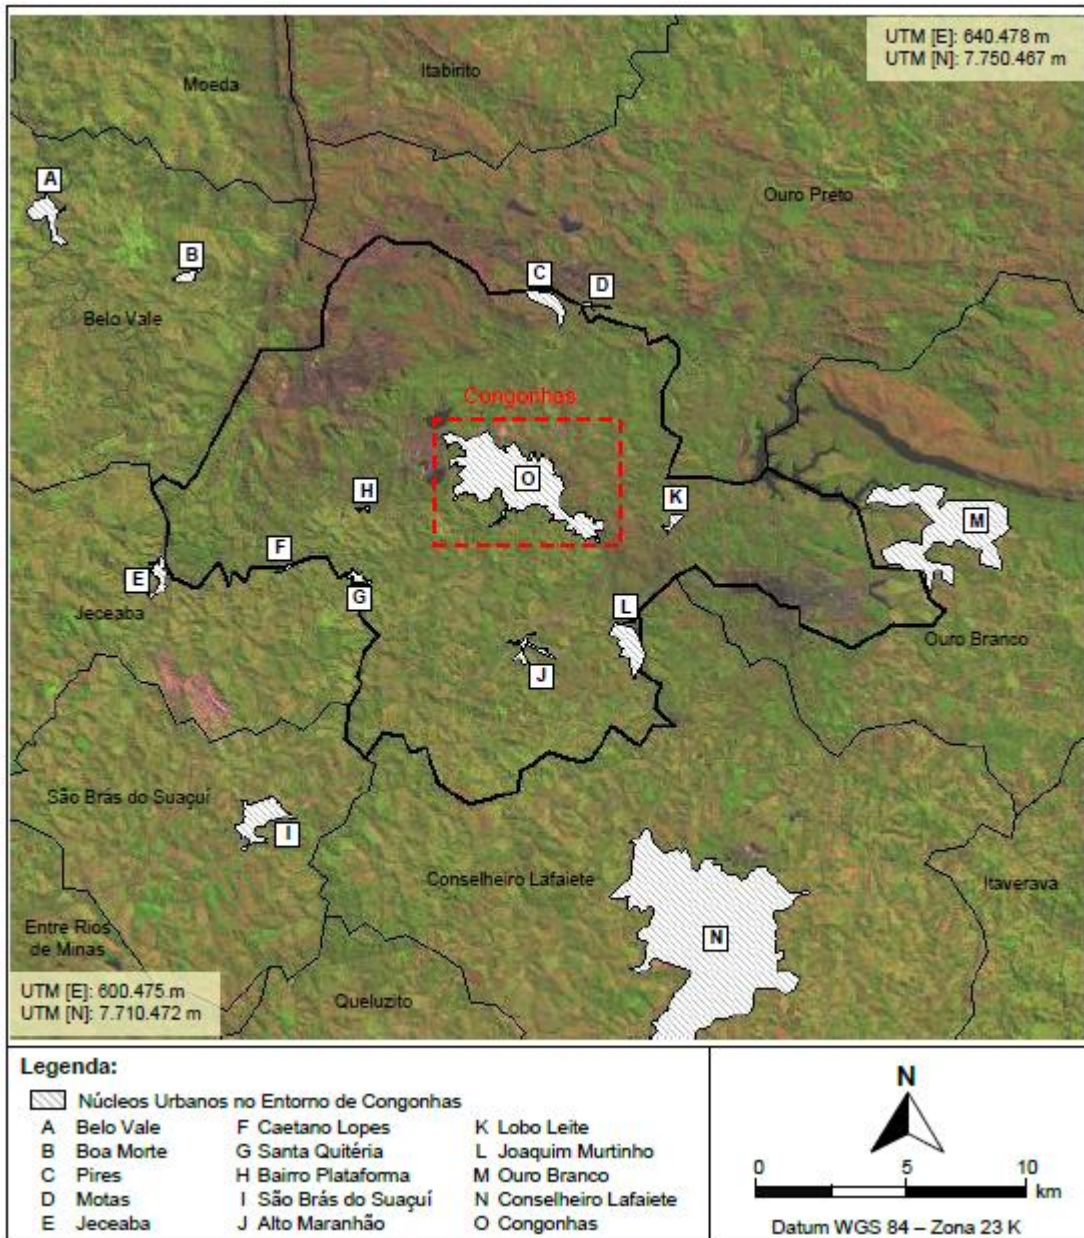 UTM [E]: 640.478 m
UTM [N]: 7.750.467 m
Itabirito
Moeda
A
Ouro Preto
B
C
D
Belo Vale
Congonhas
O
H
K
M
F
E
G
L
Jeceaba
Ouro Branco
J
São Brás do Suaçuí
I
Conselheiro Lafaiete
Itaverava
Entre Rios
de Minas
N
UTM [E]: 600.475 m
UTM [N]: 7.710.472 m
Queluzito
Legenda:
Núcleos Urbanos no Entorno de Congonhas
A Belo Vale
B Boa Morte
C Pires
D Motas
E Jeceaba
F Caetano Lopes
G Santa Quitéria
H Bairro Plataforma
I São Brás do Suaçuí
J Alto Maranhão
K Lobo Leite
L Joaquim Murtinho
M Ouro Branco
N Conselheiro Lafaiete
O Congonhas
N
0 5 10
km
Datum WGS 84 – Zona 23 K